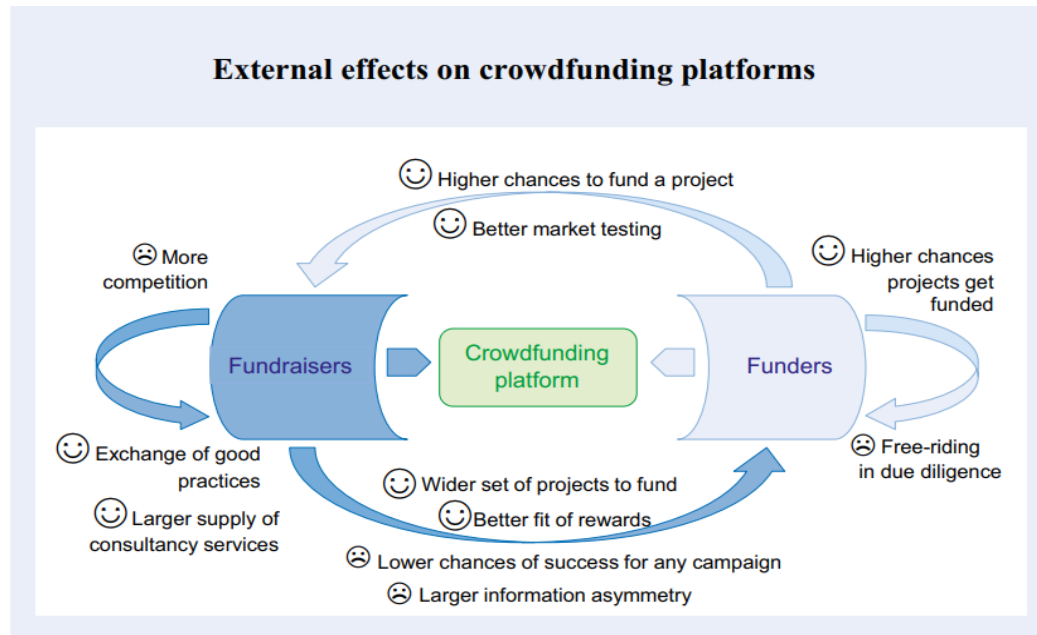 External effects on crowdfunding platforms
Higher chances to fund a project
Better market testing
More
competition
Higher chances
projects get
funded
Fundraisers
Crowdfunding
platform
Funders
Exchange of good
practices
Larger supply of
consultancy services
Wider set of projects to fund
Better fit of rewards
Lower chances of success for any campaign
Larger information asymmetry
Free-riding
in due diligence